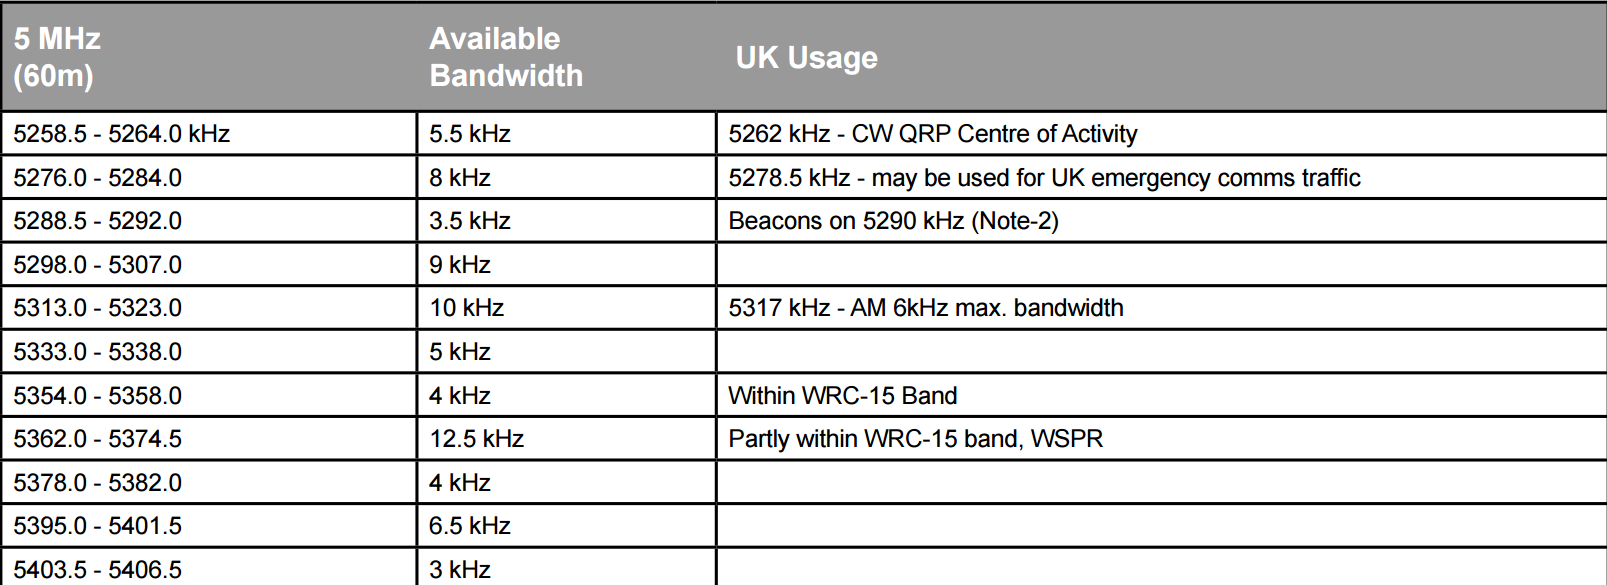 5 MHz
(60m)
Available
Bandwidth
UK Usage
5258.5 - 5264.0 kHz 5.5 kHz 5262 kHz - CW QRP Centre of Activity
5276.0 - 5284.0 8 kHz 5278.5 kHz - may be used for UK emergency comms traffic
5288.5 - 5292.0 3.5 kHz Beacons on 5290 kHz (Note-2)
5298.0 - 5307.0 9 kHz
5313.0 - 5323.0 10 kHz 5317 kHz - AM 6kHz max. bandwidth
5333.0 - 5338.0 5 kHz
5354.0 - 5358.0 4 kHz Within WRC-15 Band
5362.0 - 5374.5 12.5 kHz Partly within WRC-15 band, WSPR
5378.0 - 5382.0 4 kHz
5395.0 - 5401.5 6.5 kHz
5403.5 - 5406.5 3 kHz